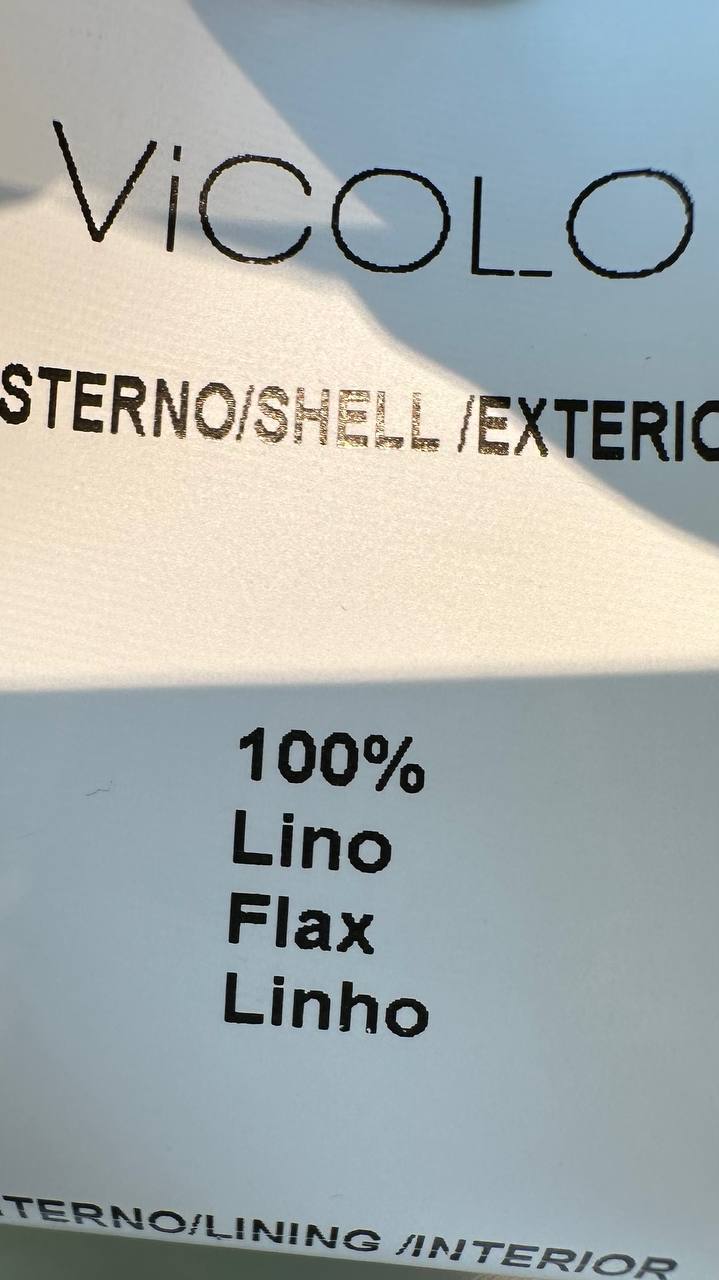 ViCOLO
STERNO/SHELL /EXTERIO
100%
Lino
Flax
Linho
TERNO/LINING /INTERIOR